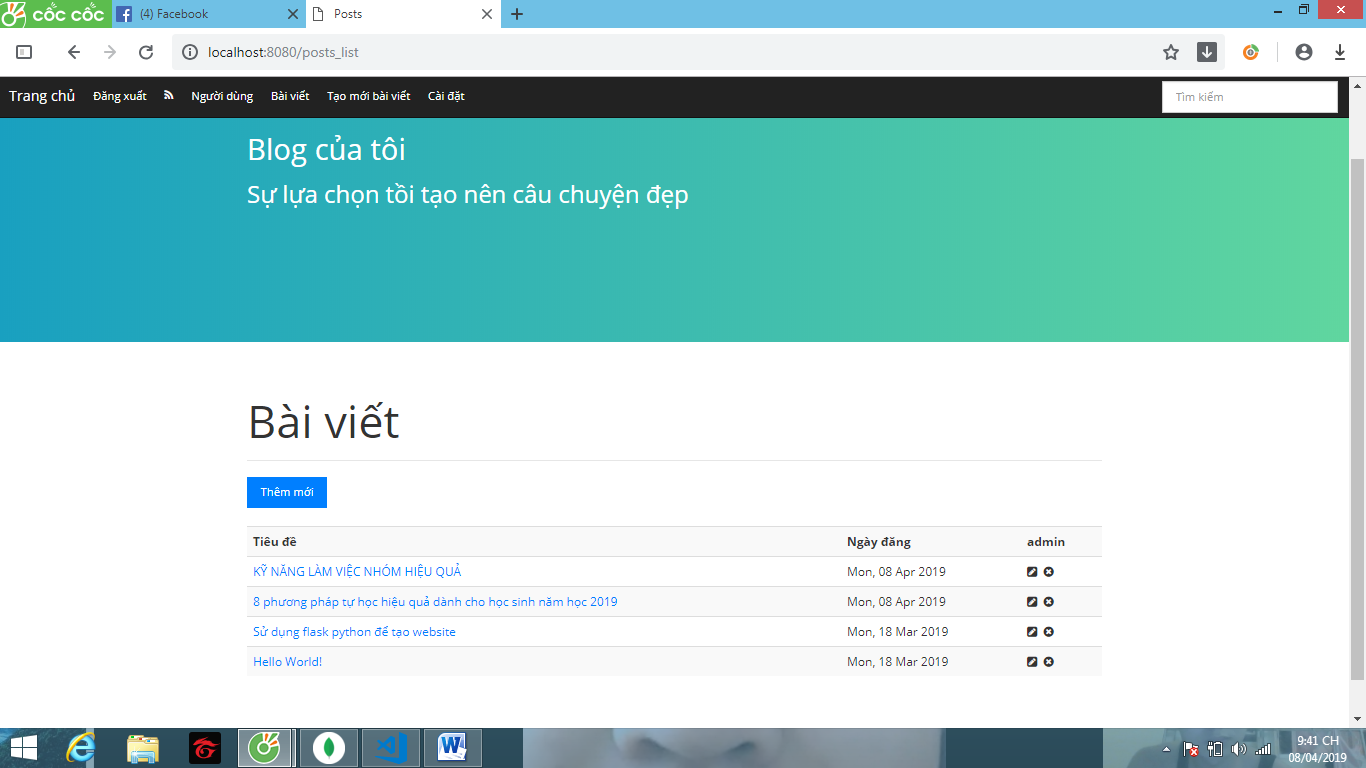 cốc cốc (4) Facebook Posts
localhost:8080/posts_list
Trang chủ Đăng xuất Người dùng Bài viết Tạo mới bài viết Cài đặt Tìm kiếm
Blog của tôi
Sự lựa chọn tồi tạo nên câu chuyện đẹp
Bài viết
Thêm mới
Tiêu đề Ngày đăng admin
KỸ NĂNG LÀM VIỆC NHÓM HIỆU QUẢ Mon, 08 Apr 2019
8 phương pháp tự học hiệu quả dành cho học sinh năm học 2019 Mon, 08 Apr 2019
Sử dụng flask python để tạo website Mon, 18 Mar 2019
Hello World! Mon, 18 Mar 2019
9:41 CH
08/04/2019